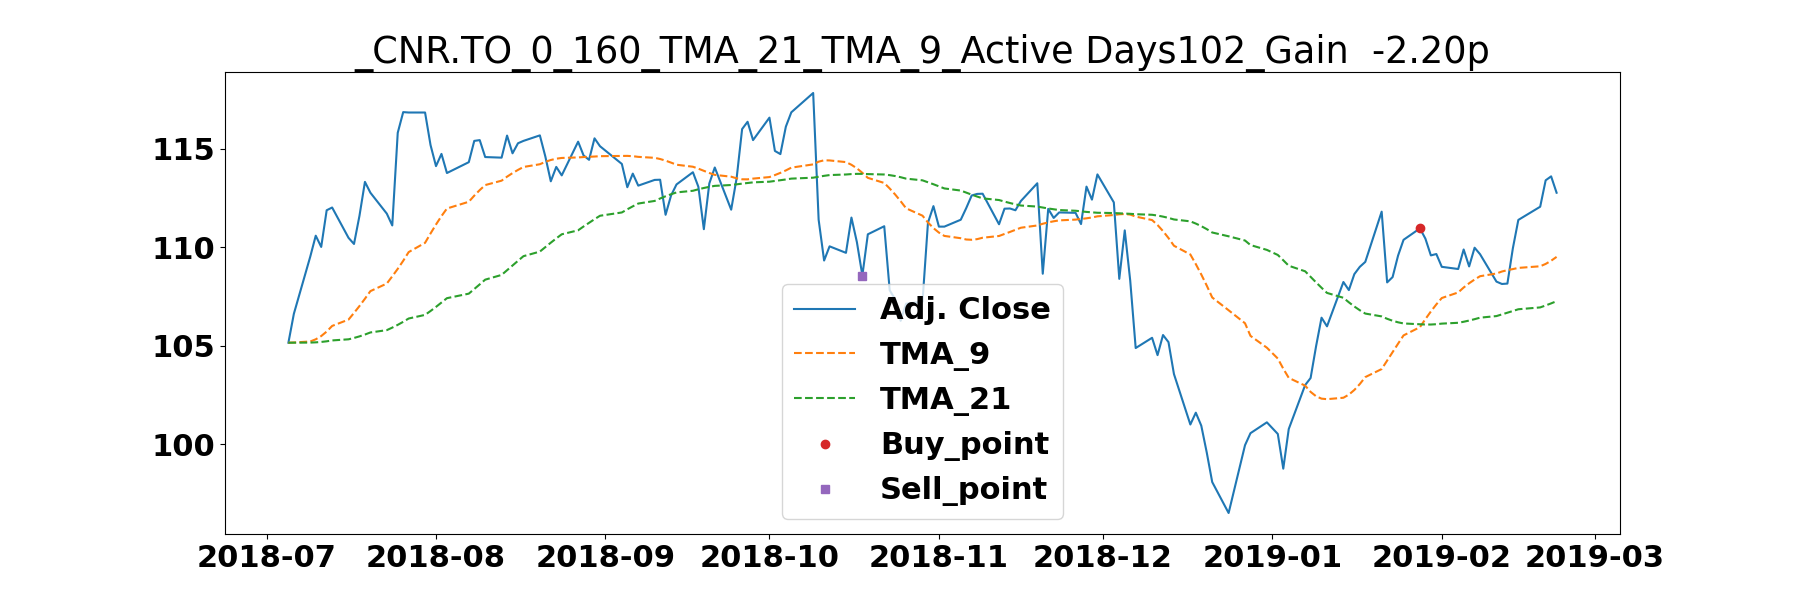 _CNR.TO_0_160_TMA_21_TMA_9_Active Days102_Gain  -2.20p
115
110
105
100
Adj. Close
TMA_9
TMA_21
Buy_point
Sell_point
2018-07 2018-08 2018-09 2018-10 2018-11 2018-12 2019-01 2019-02 2019-03